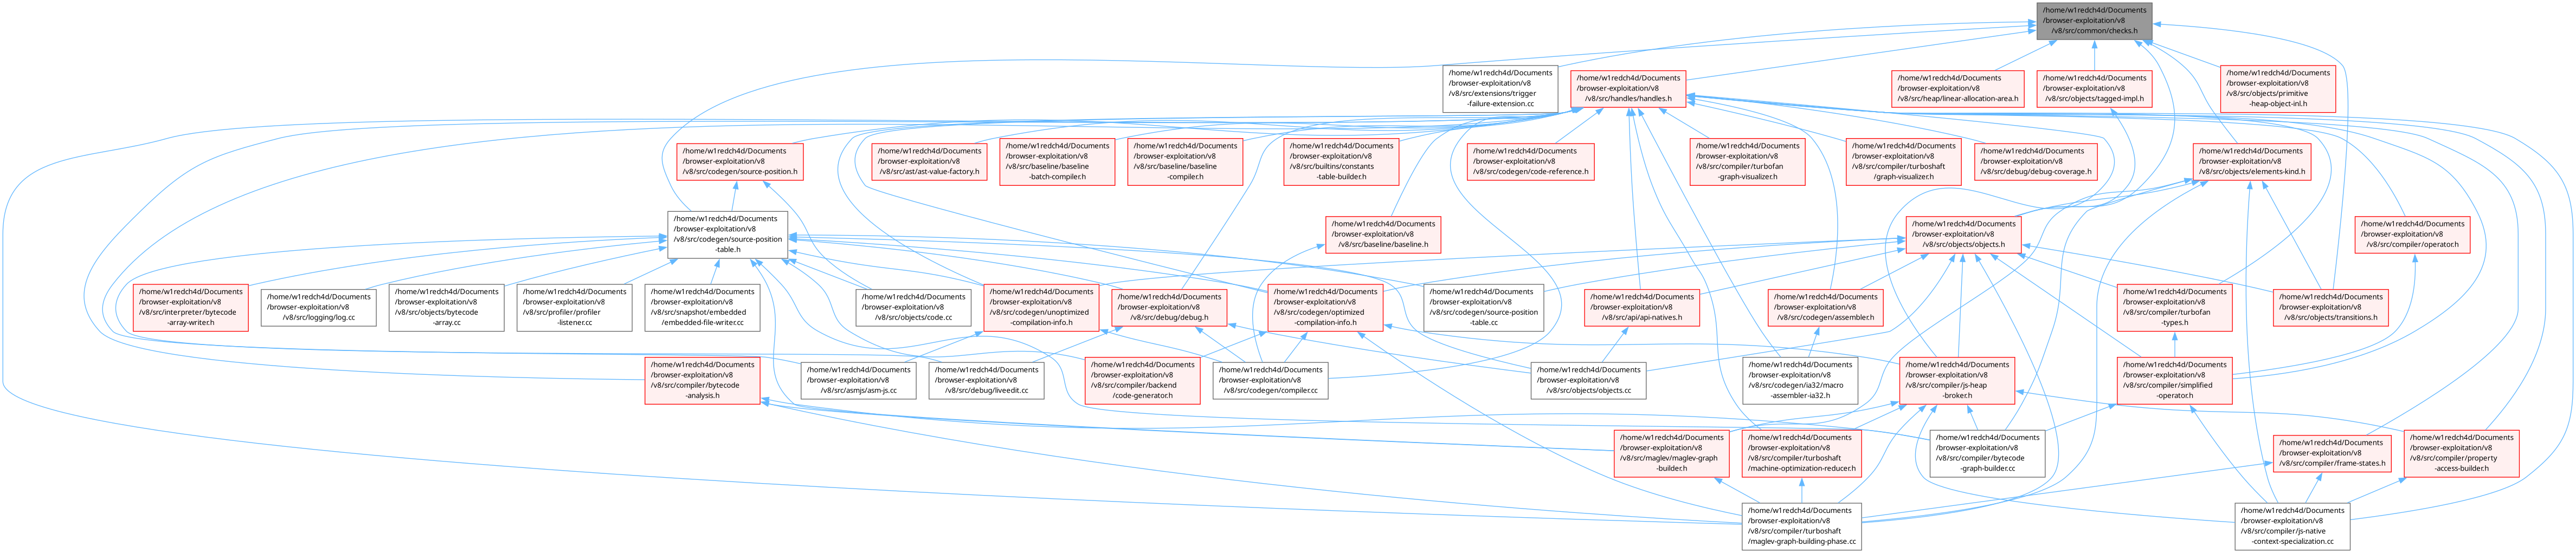 /home/w1redch4d/Documents
/browser-exploitation/v8
/v8/src/common/checks.h
/home/w1redch4d/Documents
/browser-exploitation/v8
/v8/src/extensions/trigger
-failure-extension.cc
/home/w1redch4d/Documents
/browser-exploitation/v8
/v8/src/handles/handles.h
/home/w1redch4d/Documents
/browser-exploitation/v8
/v8/src/heap/linear-allocation-area.h
/home/w1redch4d/Documents
/browser-exploitation/v8
/v8/src/objects/tagged-impl.h
/home/w1redch4d/Documents
/browser-exploitation/v8
/v8/src/objects/primitive
-heap-object-inl.h
/home/w1redch4d/Documents
/browser-exploitation/v8
/v8/src/codegen/source-position.h
/home/w1redch4d/Documents
/browser-exploitation/v8
/v8/src/ast/ast-value-factory.h
/home/w1redch4d/Documents
/browser-exploitation/v8
/v8/src/baseline/baseline
-batch-compiler.h
/home/w1redch4d/Documents
/browser-exploitation/v8
/v8/src/baseline/baseline
-compiler.h
/home/w1redch4d/Documents
/browser-exploitation/v8
/v8/src/builtins/constants
-table-builder.h
/home/w1redch4d/Documents
/browser-exploitation/v8
/v8/src/codegen/code-reference.h
/home/w1redch4d/Documents
/browser-exploitation/v8
/v8/src/compiler/turbofan
-graph-visualizer.h
/home/w1redch4d/Documents
/browser-exploitation/v8
/v8/src/compiler/turboshaft
/graph-visualizer.h
/home/w1redch4d/Documents
/browser-exploitation/v8
/v8/src/debug/debug-coverage.h
/home/w1redch4d/Documents
/browser-exploitation/v8
/v8/src/objects/elements-kind.h
/home/w1redch4d/Documents
/browser-exploitation/v8
/v8/src/codegen/source-position
-table.h
/home/w1redch4d/Documents
/browser-exploitation/v8
/v8/src/baseline/baseline.h
/home/w1redch4d/Documents
/browser-exploitation/v8
/v8/src/objects/objects.h
/home/w1redch4d/Documents
/browser-exploitation/v8
/v8/src/compiler/operator.h
/home/w1redch4d/Documents
/browser-exploitation/v8
/v8/src/interpreter/bytecode
-array-writer.h
/home/w1redch4d/Documents
/browser-exploitation/v8
/v8/src/logging/log.cc
/home/w1redch4d/Documents
/browser-exploitation/v8
/v8/src/objects/bytecode
-array.cc
/home/w1redch4d/Documents
/browser-exploitation/v8
/v8/src/profiler/profiler
-listener.cc
/home/w1redch4d/Documents
/browser-exploitation/v8
/v8/src/snapshot/embedded
/embedded-file-writer.cc
/home/w1redch4d/Documents
/browser-exploitation/v8
/v8/src/objects/code.cc
/home/w1redch4d/Documents
/browser-exploitation/v8
/v8/src/codegen/unoptimized
-compilation-info.h
/home/w1redch4d/Documents
/browser-exploitation/v8
/v8/src/debug/debug.h
/home/w1redch4d/Documents
/browser-exploitation/v8
/v8/src/codegen/optimized
-compilation-info.h
/home/w1redch4d/Documents
/browser-exploitation/v8
/v8/src/codegen/source-position
-table.cc
/home/w1redch4d/Documents
/browser-exploitation/v8
/v8/src/api/api-natives.h
/home/w1redch4d/Documents
/browser-exploitation/v8
/v8/src/codegen/assembler.h
/home/w1redch4d/Documents
/browser-exploitation/v8
/v8/src/compiler/turbofan
-types.h
/home/w1redch4d/Documents
/browser-exploitation/v8
/v8/src/objects/transitions.h
/home/w1redch4d/Documents
/browser-exploitation/v8
/v8/src/compiler/bytecode
-analysis.h
/home/w1redch4d/Documents
/browser-exploitation/v8
/v8/src/asmjs/asm-js.cc
/home/w1redch4d/Documents
/browser-exploitation/v8
/v8/src/debug/liveedit.cc
/home/w1redch4d/Documents
/browser-exploitation/v8
/v8/src/compiler/backend
/code-generator.h
/home/w1redch4d/Documents
/browser-exploitation/v8
/v8/src/codegen/compiler.cc
/home/w1redch4d/Documents
/browser-exploitation/v8
/v8/src/objects/objects.cc
/home/w1redch4d/Documents
/browser-exploitation/v8
/v8/src/codegen/ia32/macro
-assembler-ia32.h
/home/w1redch4d/Documents
/browser-exploitation/v8
/v8/src/compiler/js-heap
-broker.h
/home/w1redch4d/Documents
/browser-exploitation/v8
/v8/src/compiler/simplified
-operator.h
/home/w1redch4d/Documents
/browser-exploitation/v8
/v8/src/maglev/maglev-graph
-builder.h
/home/w1redch4d/Documents
/browser-exploitation/v8
/v8/src/compiler/turboshaft
/machine-optimization-reducer.h
/home/w1redch4d/Documents
/browser-exploitation/v8
/v8/src/compiler/bytecode
-graph-builder.cc
/home/w1redch4d/Documents
/browser-exploitation/v8
/v8/src/compiler/frame-states.h
/home/w1redch4d/Documents
/browser-exploitation/v8
/v8/src/compiler/property
-access-builder.h
/home/w1redch4d/Documents
/browser-exploitation/v8
/v8/src/compiler/turboshaft
/maglev-graph-building-phase.cc
/home/w1redch4d/Documents
/browser-exploitation/v8
/v8/src/compiler/js-native
-context-specialization.cc